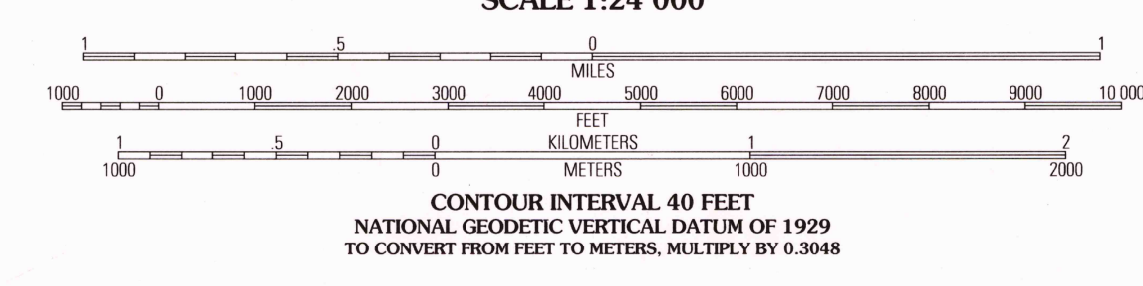 SCALE 1:24 000
1 .5 0 1
MILES
1000 0 1000 2000 3000 4000 5000 6000 7000 8000 9000 10 000
FEET
1 .5 0 KILOMETERS 1 2
1000 0 METERS 1000 2000
CONTOUR INTERVAL 40 FEET
NATIONAL GEODETIC VERTICAL DATUM OF 1929
TO CONVERT FROM FEET TO METERS, MULTIPLY BY 0.3048